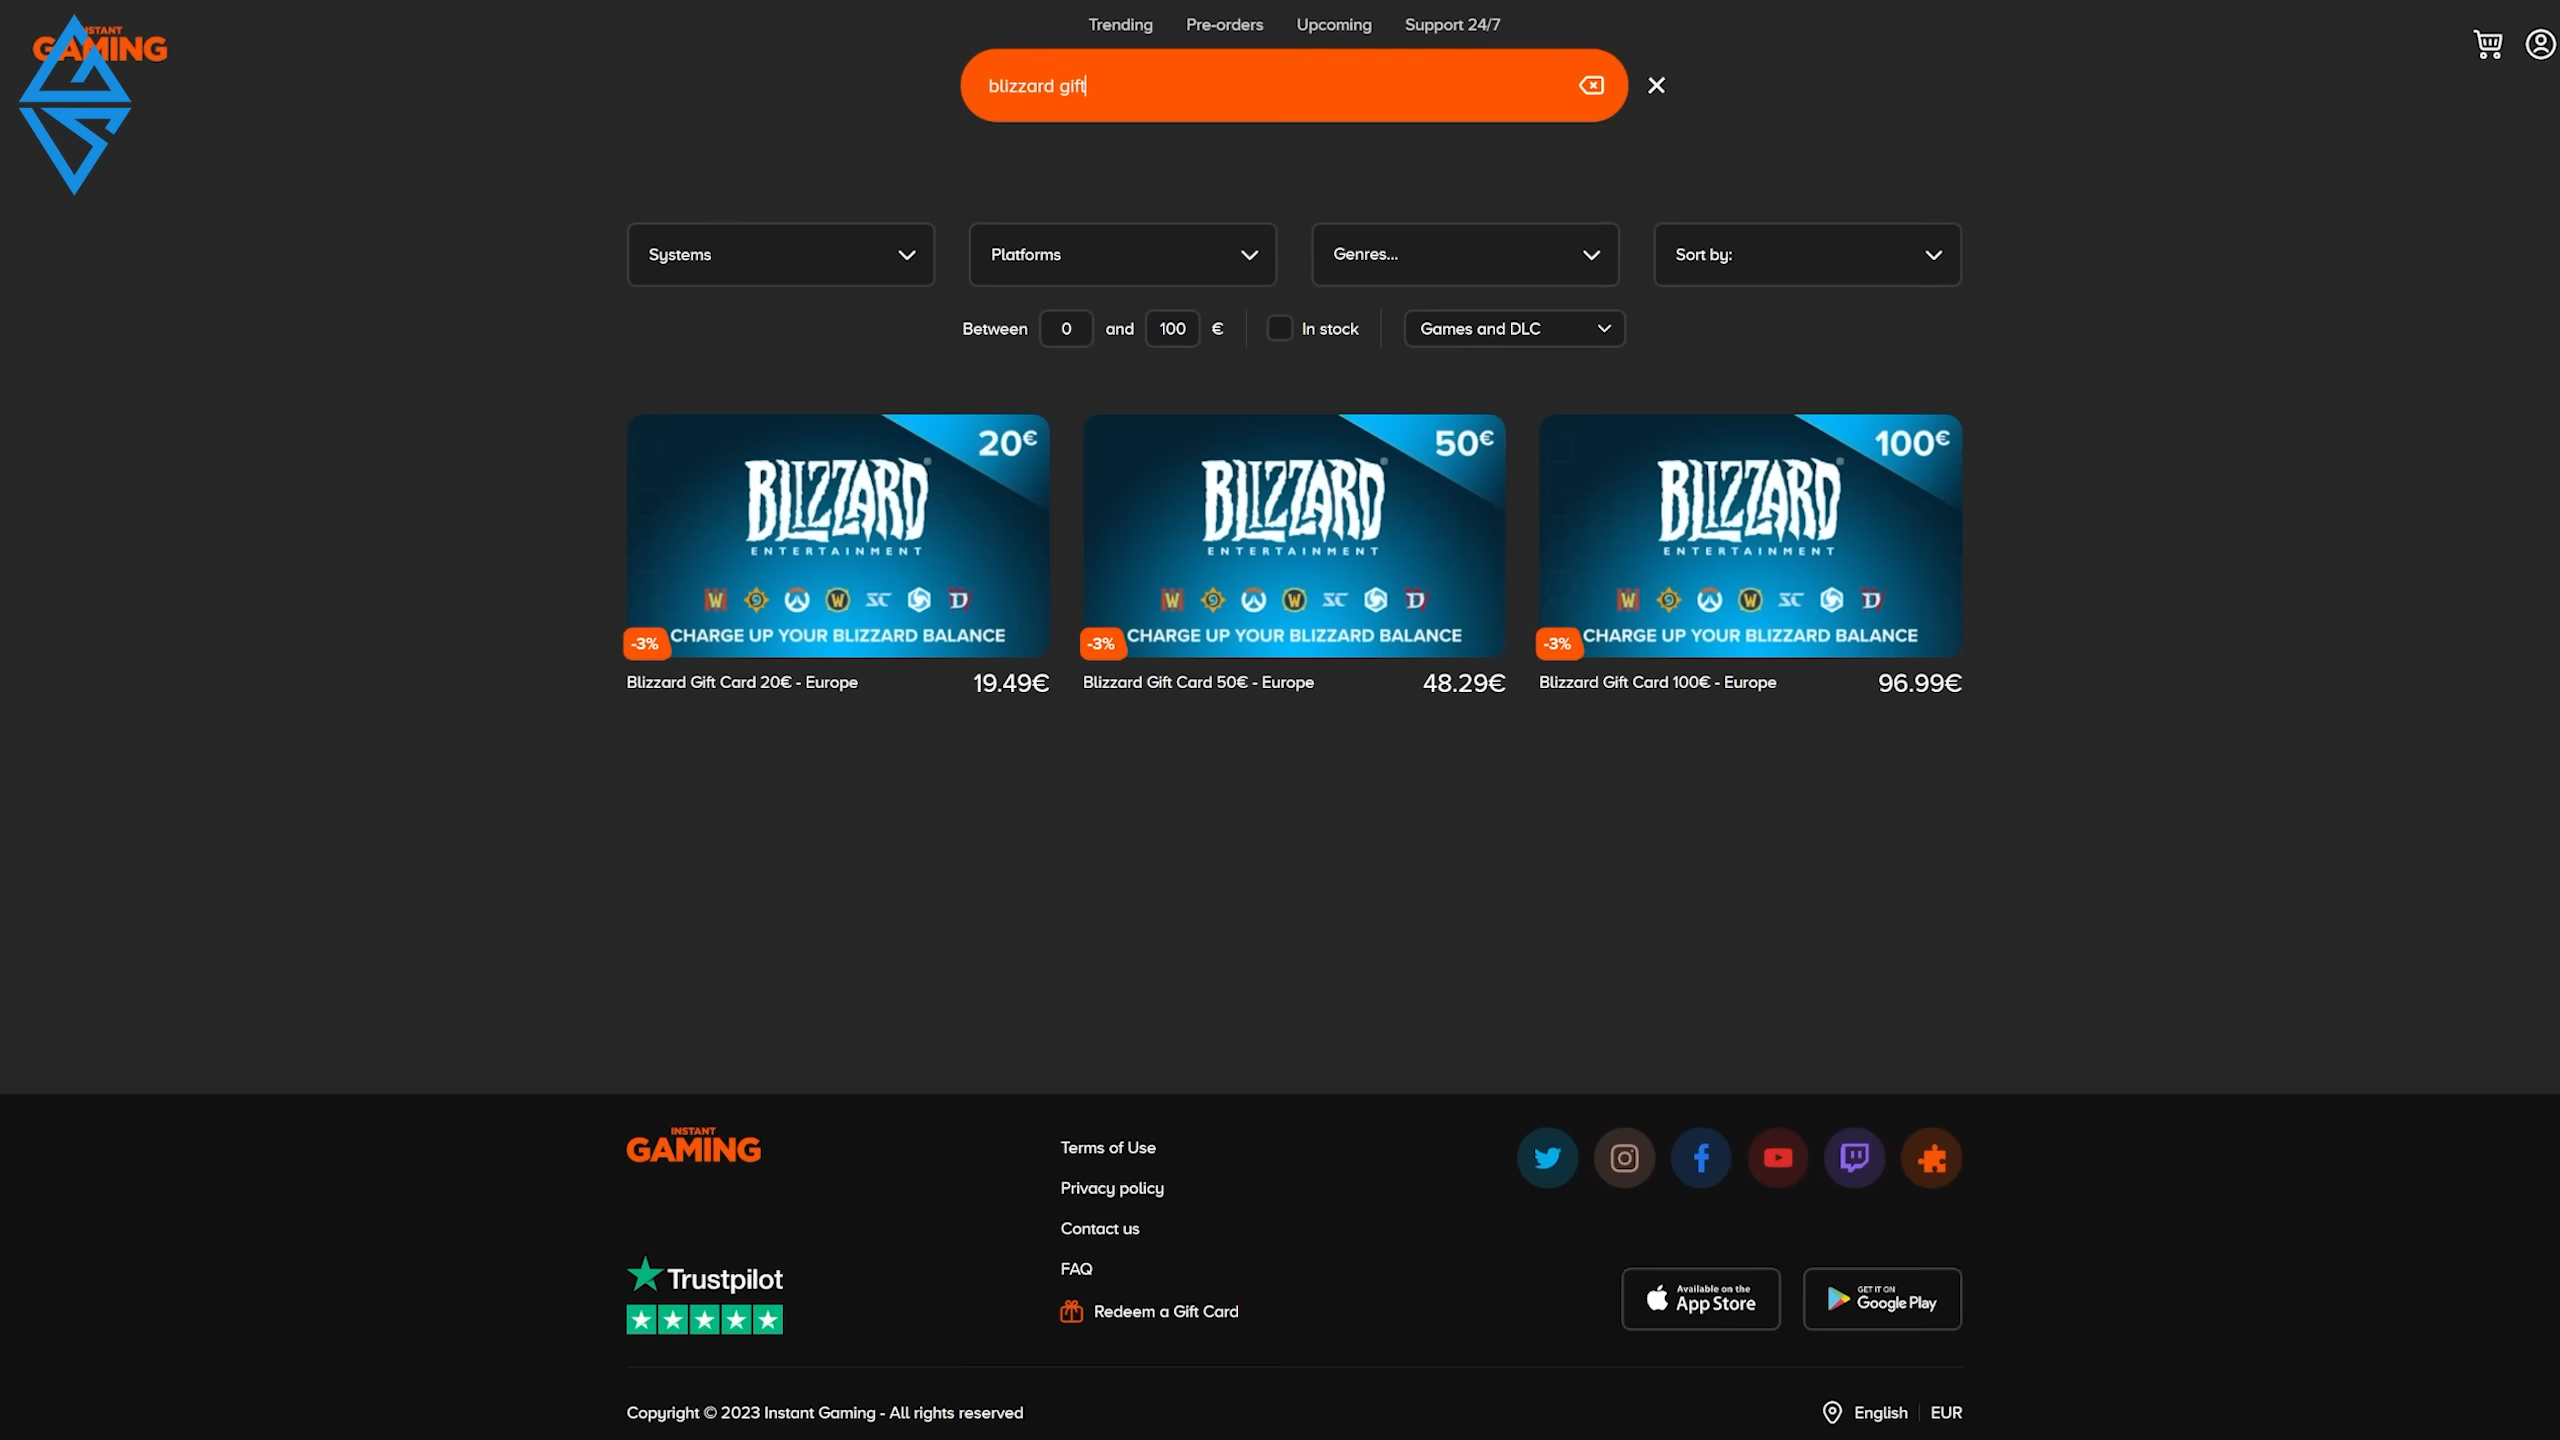 Trending Pre-orders Upcoming Support 24/7
GAMING
blizzard gift
Systems Platforms Genres... Sort by:
Between 0 and 100 € In stock Games and DLC
20€ 50€ 100€
BLIZZARD® BLIZZARD® BLIZZARD®
ENTERTAINMENT ENTERTAINMENT ENTERTAINMENT
W W SC D W W SC D W W SC D
-3% CHARGE UP YOUR BLIZZARD BALANCE -3% CHARGE UP YOUR BLIZZARD BALANCE -3% CHARGE UP YOUR BLIZZARD BALANCE
Blizzard Gift Card 20€ - Europe 19.49€ Blizzard Gift Card 50€ - Europe 48.29€ Blizzard Gift Card 100€ - Europe 96.99€
INSTANT
GAMING
Terms of Use
Privacy policy
Contact us
FAQ
Redeem a Gift Card
Trustpilot
Available on the
App Store
GET IT ON
Google Play
Copyright © 2023 Instant Gaming - All rights reserved
English EUR